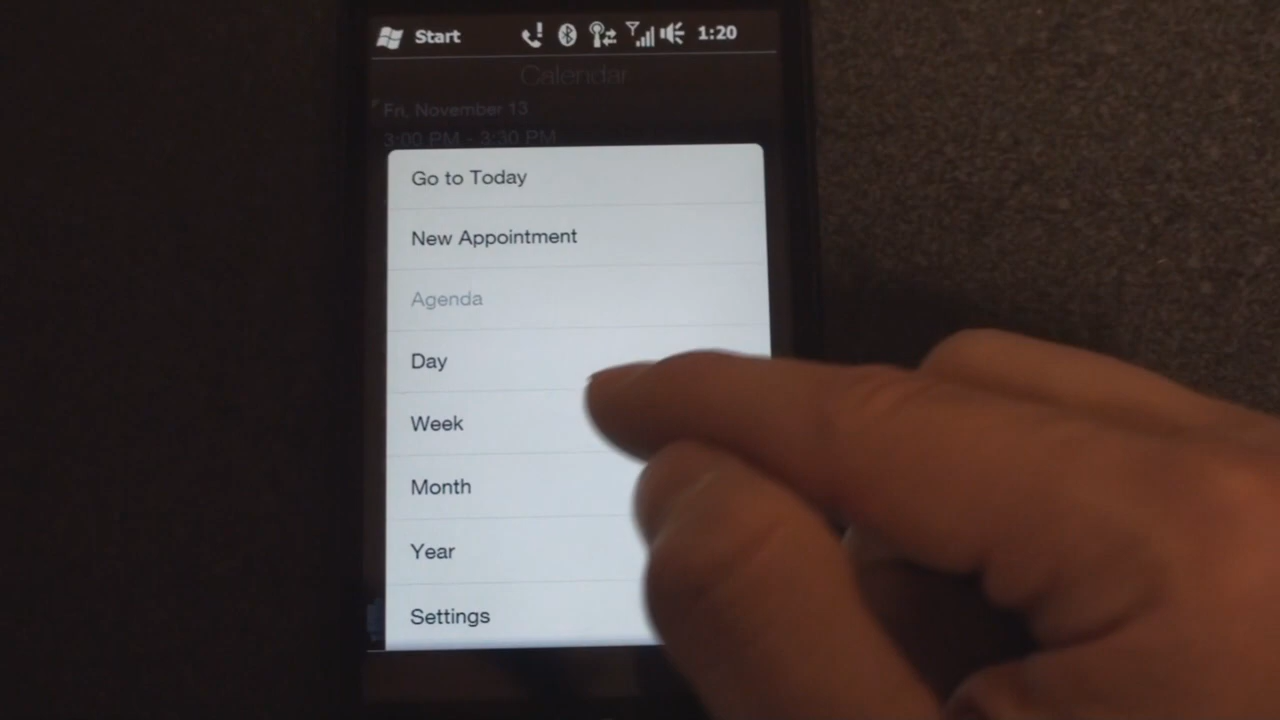 Start 1:20
Calendar
Fri, November 13
3:00 PM - 3:30 PM
Go to Today
New Appointment
Agenda
Day
Week
Month
Year
Settings